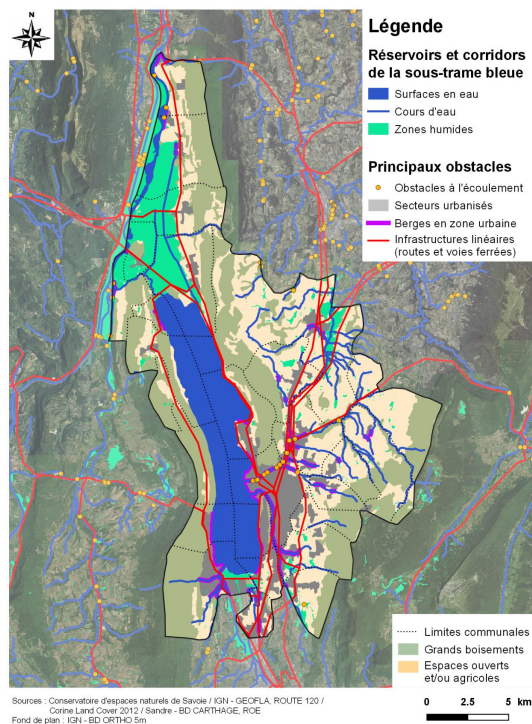 N
Légende
Réservoirs et corridors
de la sous-trame bleue
Surfaces en eau
Cours d'eau
Zones humides
Principaux obstacles
Obstacles à l'écoulement
Secteurs urbanisés
Berges en zone urbaine
Infrastructures linéaires
(routes et voies ferrées)
Limites communales
Grands boisements
Espaces ouverts
et/ou agricoles
Sources : Conservatoire d'espaces naturels de Savoie / IGN - GEOFLA, ROUTE 120 /
Corine Land Cover 2012 / Sandre - BD CARTHAGE, ROE
Fond de plan : IGN - BD ORTHO 5m
0 2.5 5 km